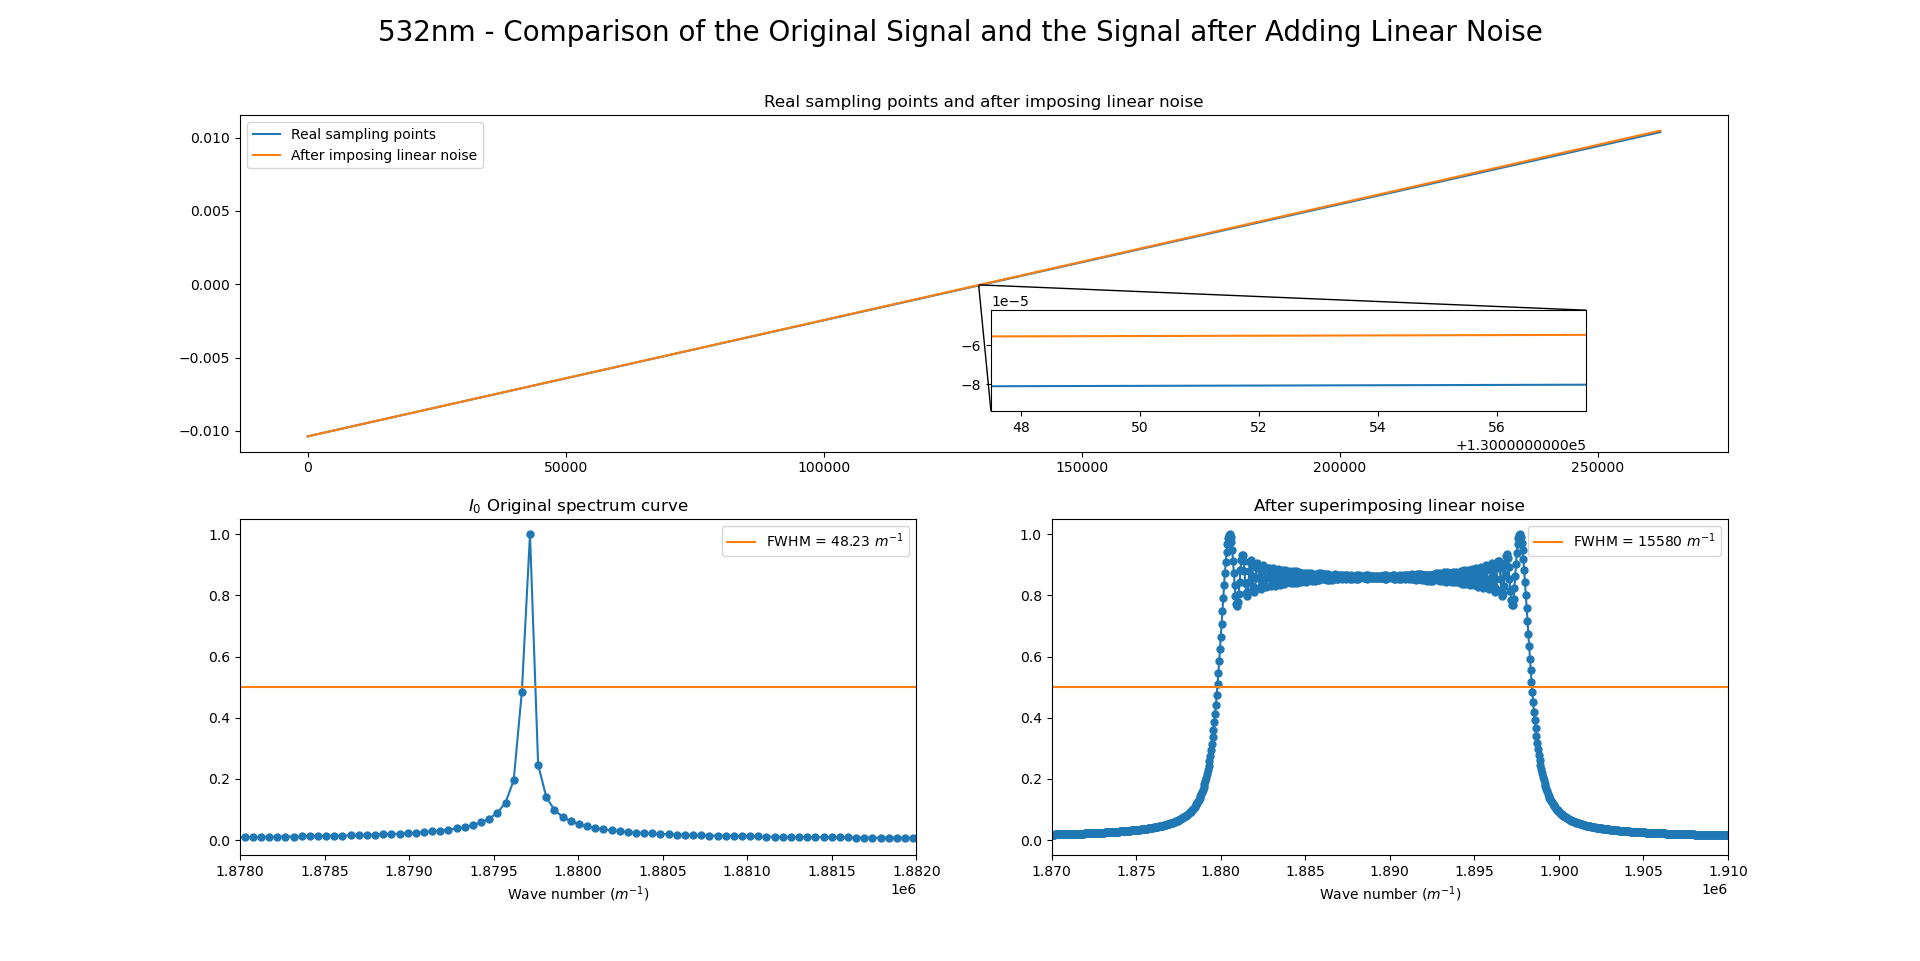 532nm - Comparison of the Original Signal and the Signal after Adding Linear Noise
Real sampling points and after imposing linear noise
Real sampling points
After imposing linear noise
0.010
0.005
0.000
−0.005
−0.010
0 50000 100000 150000 200000 250000
1e−5
−6
−8
48 50 52 54 56
+1.3000000000e5
I₀ Original spectrum curve
FWHM = 48.23 m⁻¹
1.0
0.8
0.6
0.4
0.2
0.0
1.8780 1.8785 1.8790 1.8795 1.8800 1.8805 1.8810 1.8815 1.8820
1e6
Wave number (m⁻¹)
After superimposing linear noise
FWHM = 15580 m⁻¹
1.0
0.8
0.6
0.4
0.2
0.0
1.870 1.875 1.880 1.885 1.890 1.895 1.900 1.905 1.910
1e6
Wave number (m⁻¹)